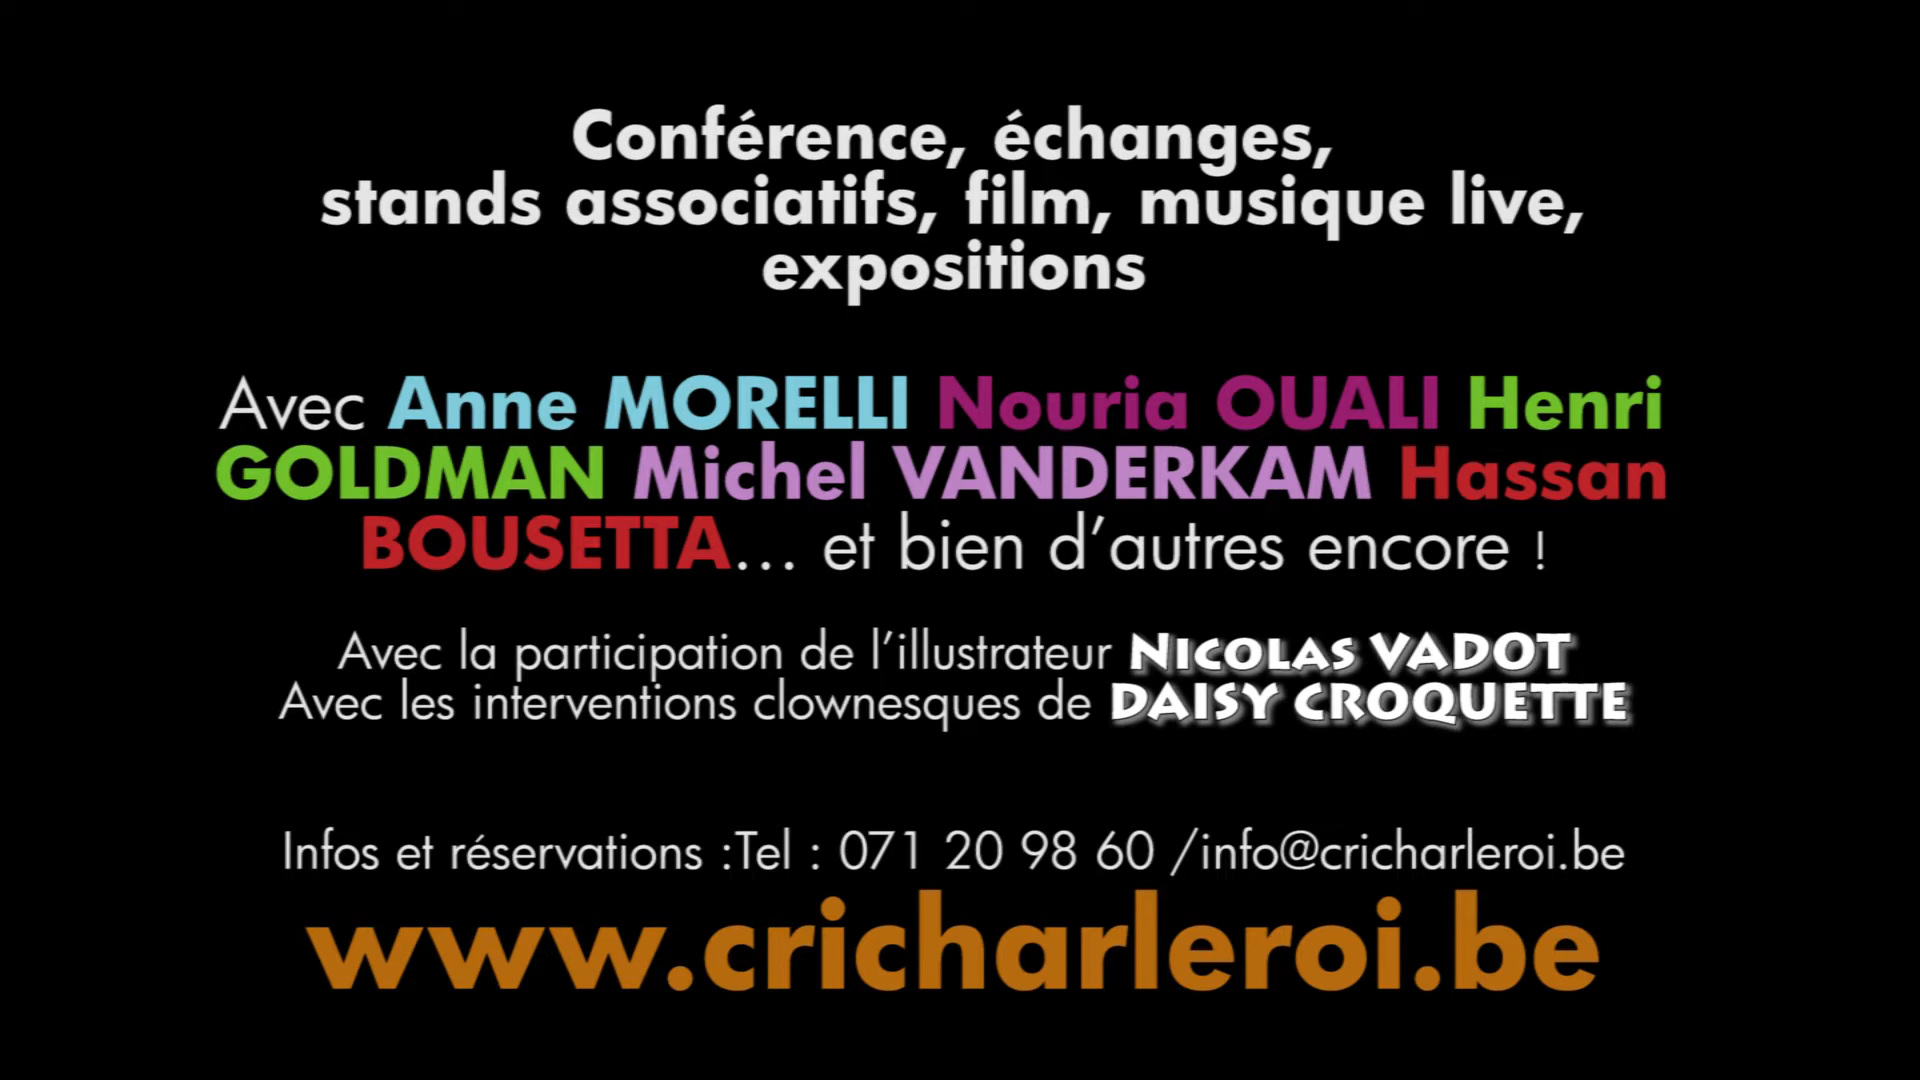 Conférence, échanges,
stands associatifs, film, musique live,
expositions
Avec Anne MORELLI Nouria OUALI Henri
GOLDMAN Michel VANDERKAM Hassan
BOUSETTA... et bien d’autres encore !
Avec la participation de l’illustrateur NICOLAS VADOT
Avec les interventions clownesques de DAISY CROQUETTE
Infos et réservations :Tel : 071 20 98 60 /info@cricharleroi.be
www.cricharleroi.be